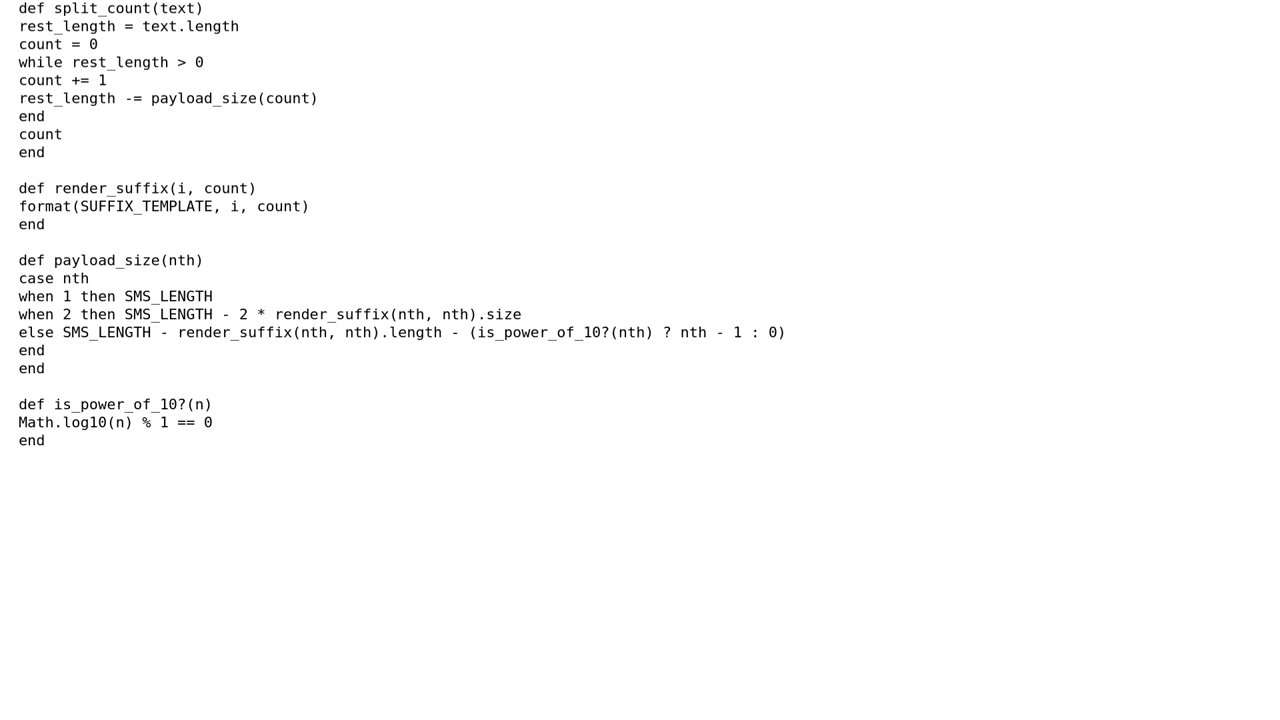 def split_count(text)
rest_length = text.length
count = 0
while rest_length > 0
count += 1
rest_length -= payload_size(count)
end
count
end

def render_suffix(i, count)
format(SUFFIX_TEMPLATE, i, count)
end

def payload_size(nth)
case nth
when 1 then SMS_LENGTH
when 2 then SMS_LENGTH - 2 * render_suffix(nth, nth).size
else SMS_LENGTH - render_suffix(nth, nth).length - (is_power_of_10?(nth) ? nth - 1 : 0)
end
end

def is_power_of_10?(n)
Math.log10(n) % 1 == 0
end